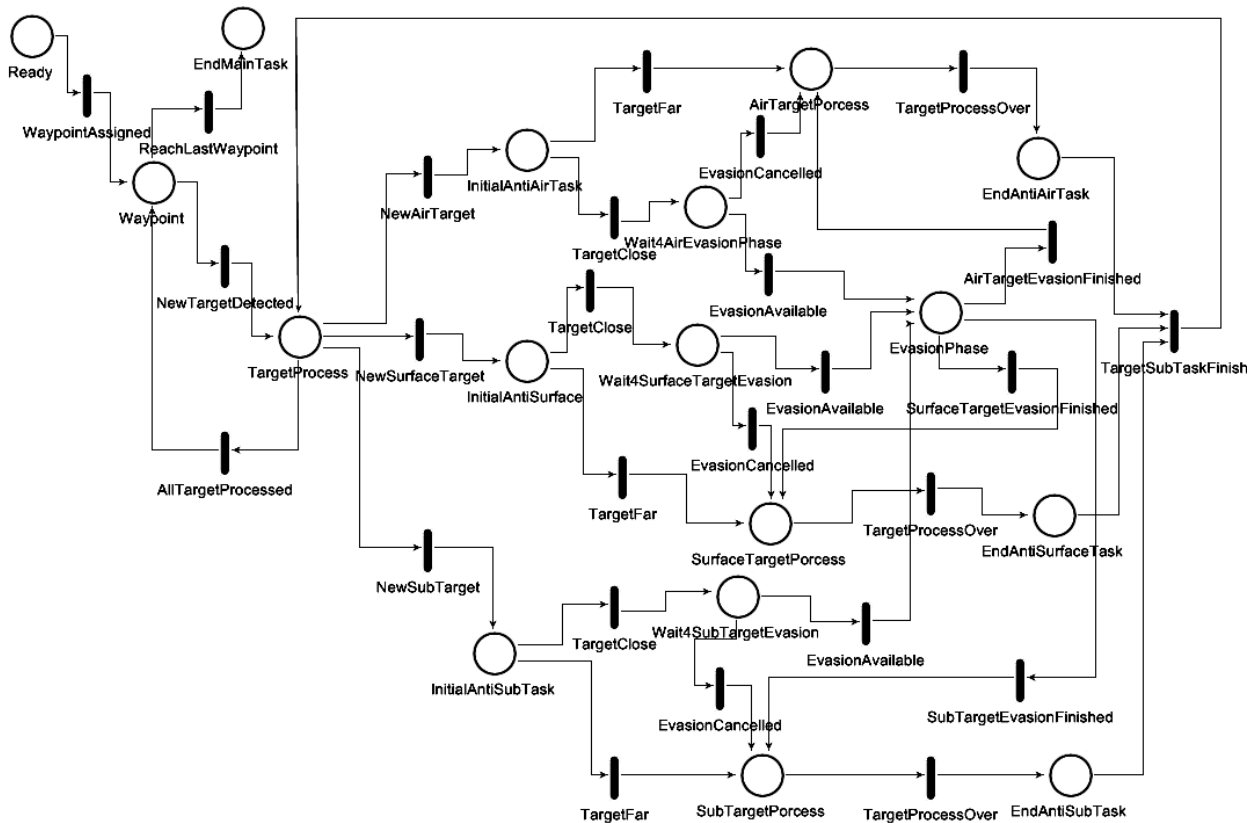 Ready
EndMainTask
WaypointAssigned
ReachLastWaypoint
TargetFar
AirTargetPorcess
TargetProcessOver
Waypoint
NewAirTarget
InitialAntiAirTask
EvasionCancelled
EndAntiAirTask
TargetClose
Wait4AirEvasionPhase
NewTargetDetected
AirTargetEvasionFinished
EvasionAvailable
TargetClose
TargetProcess
NewSurfaceTarget
InitialAntiSurface
Wait4SurfaceTargetEvasion
EvasionPhase
TargetSubTaskFinish
EvasionAvailable
SurfaceTargetEvasionFinished
AllTargetProcessed
EvasionCancelled
TargetFar
SurfaceTargetPorcess
TargetProcessOver
EndAntiSurfaceTask
NewSubTarget
TargetClose
Wait4SubTargetEvasion
EvasionAvailable
InitialAntiSubTask
EvasionCancelled
SubTargetEvasionFinished
TargetFar
SubTargetPorcess
TargetProcessOver
EndAntiSubTask